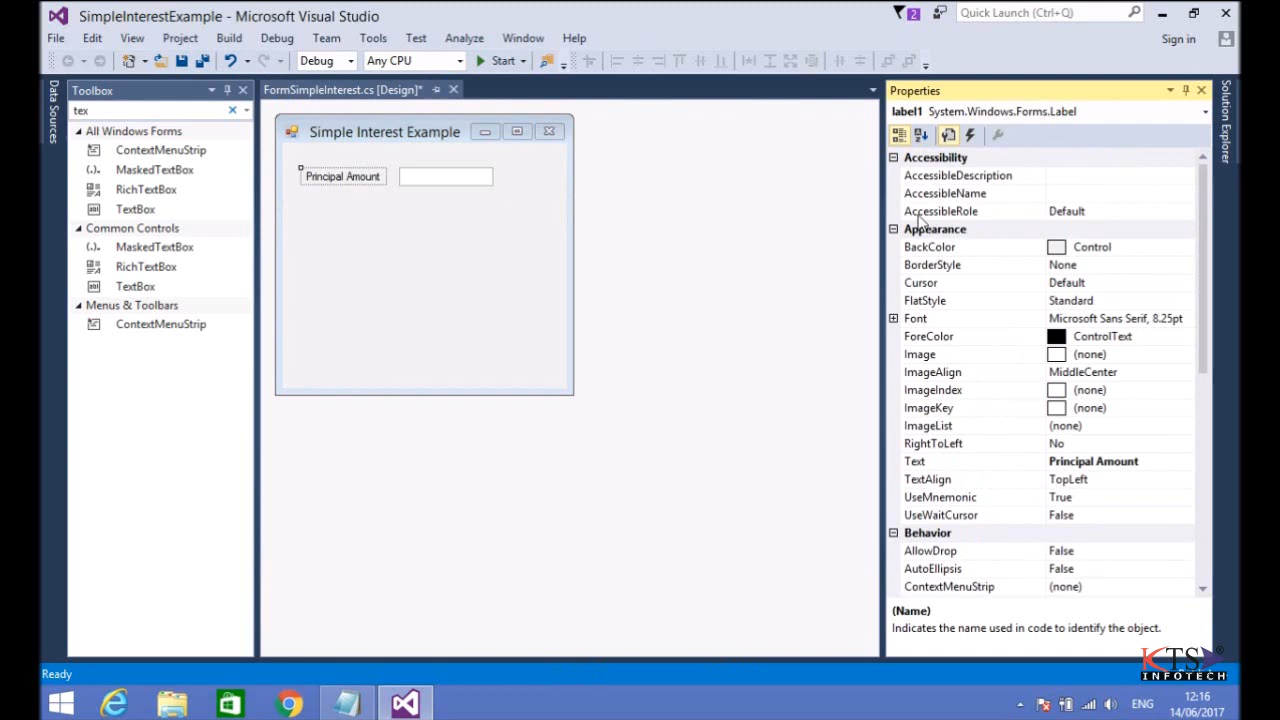 SimpleInterestExample - Microsoft Visual Studio
2
Quick Launch (Ctrl+Q)
File Edit View Project Build Debug Team Tools Test Analyze Window Help
Sign in
Debug Any CPU Start
Data Sources
Toolbox
tex
All Windows Forms
ContextMenuStrip
MaskedTextBox
RichTextBox
TextBox
Common Controls
MaskedTextBox
RichTextBox
TextBox
Menus & Toolbars
ContextMenuStrip
FormSimpleInterest.cs [Design]*
Simple Interest Example
Principal Amount
Properties
label1 System.Windows.Forms.Label
Accessibility
AccessibleDescription
AccessibleName
AccessibleRole Default
Appearance
BackColor Control
BorderStyle None
Cursor Default
FlatStyle Standard
Font Microsoft Sans Serif, 8.25pt
ForeColor ControlText
Image (none)
ImageAlign MiddleCenter
ImageIndex (none)
ImageKey (none)
ImageList (none)
RightToLeft No
Text Principal Amount
TextAlign TopLeft
UseMnemonic True
UseWaitCursor False
Behavior
AllowDrop False
AutoEllipsis False
ContextMenuStrip (none)
(Name)
Indicates the name used in code to identify the object.
Solution Explorer
Ready
KTS®
INFOTECH
ENG
12:16
14/06/2017